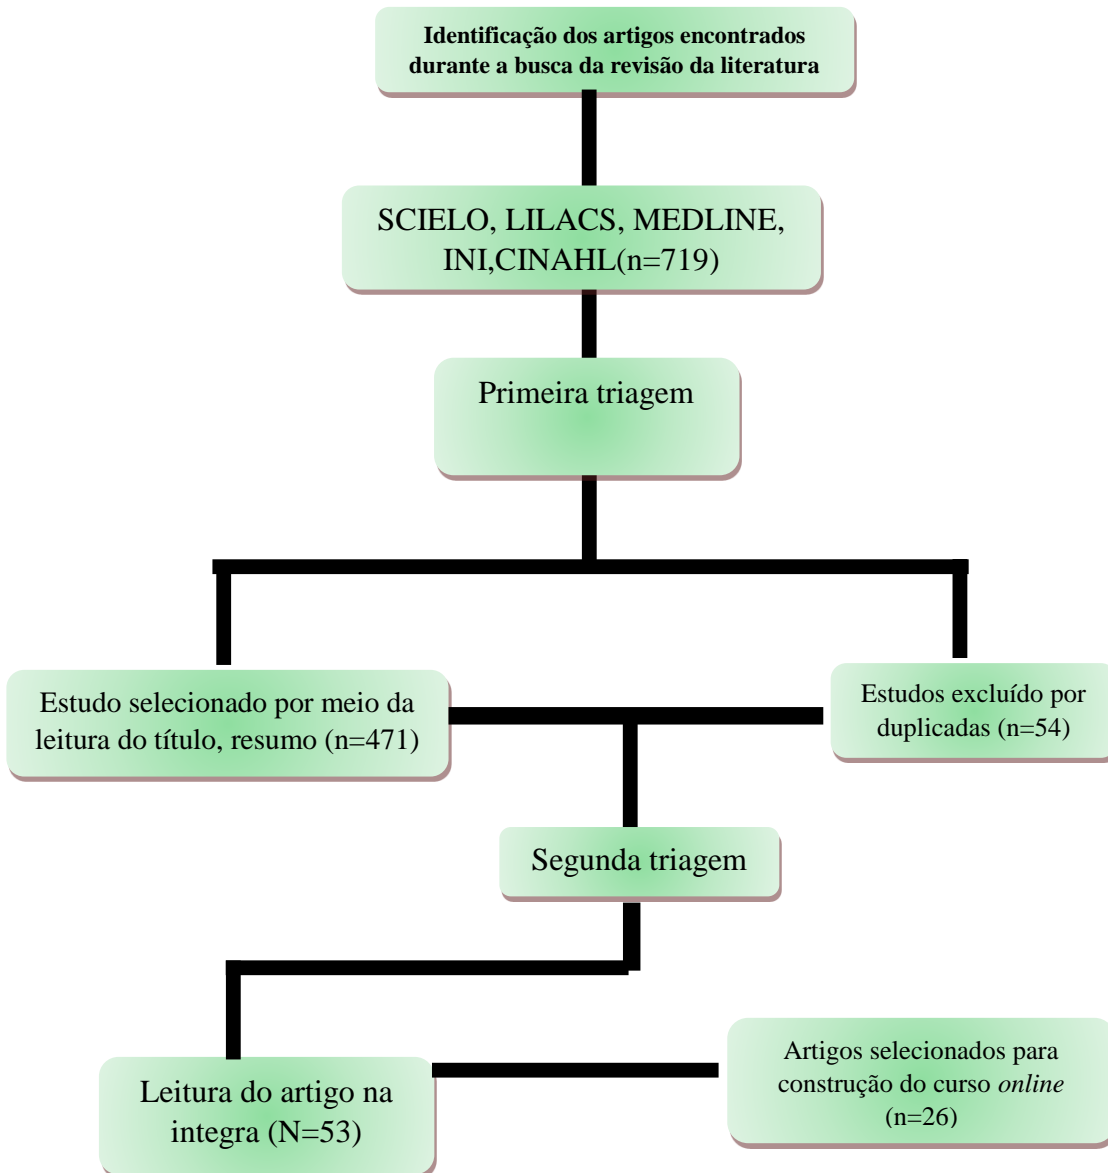 Identificação dos artigos encontrados
durante a busca da revisão da literatura
SCIELO, LILACS, MEDLINE,
INI,CINAHL(n=719)
Primeira triagem
Estudo selecionado por meio da
leitura do título, resumo (n=471)
Estudos excluído por
duplicadas (n=54)
Segunda triagem
Leitura do artigo na
integra (N=53)
Artigos selecionados para
construção do curso online
(n=26)